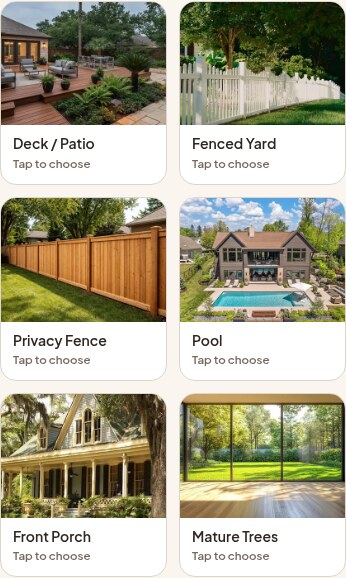 Deck / Patio
Tap to choose
Fenced Yard
Tap to choose
Privacy Fence
Tap to choose
Pool
Tap to choose
Front Porch
Tap to choose
Mature Trees
Tap to choose